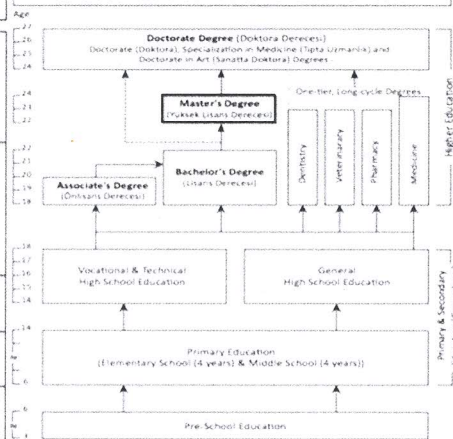 Age
27
26
25
24
Doctorate Degree (Doktora Derecesi)
Doctorate (Doktora), Specialization in Medicine (Tıpta Uzmanlık) and
Doctorate in Art (Sanatta Doktora) Degrees
24
23
22
Master's Degree
(Yüksek Lisans Derecesi)
One-tier, Long cycle Degrees
22
21
20
19
18
Associate's Degree
(Önlisans Derecesi)
Bachelor's Degree
(Lisans Derecesi)
Dentistry
Veterinarary
Pharmacy
Medicine
Higher Education
18
17
16
15
14
Vocational & Technical
High School Education
General
High School Education
14
6
Primary Education
(Elementary School (4 years) & Middle School (4 years))
Primary & Secondary
6
3
Pre-School Education